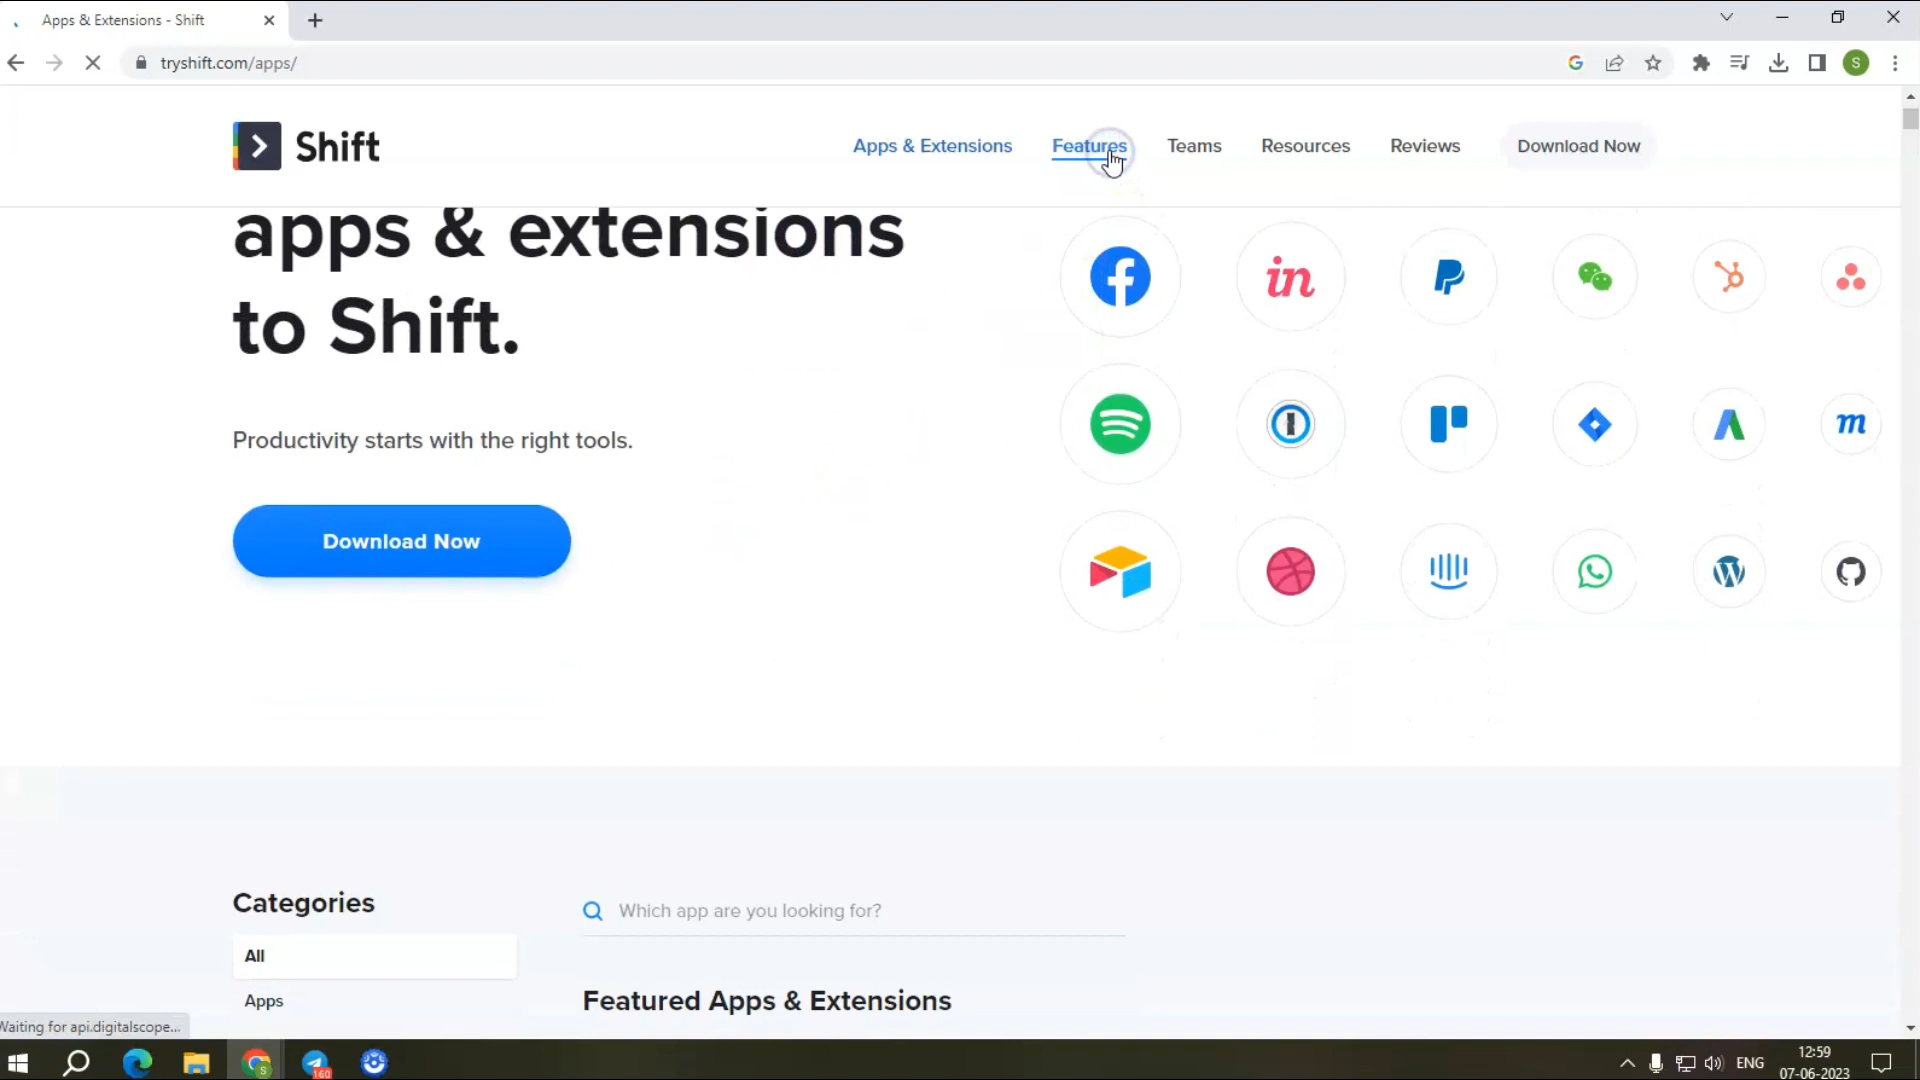 Apps & Extensions - Shift
tryshift.com/apps/
S
Shift
Apps & Extensions
Features
Teams
Resources
Reviews
Download Now
apps & extensions
to Shift.
in
Productivity starts with the right tools.
m
Download Now
Categories
Which app are you looking for?
All
Apps
Featured Apps & Extensions
Waiting for api.digitalscope...
S
160
ENG
12:59
07-06-2023